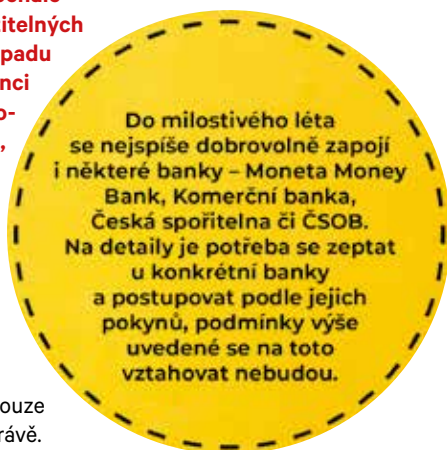 žitelných
padu
nci
o-
,
Do milostivého léta
se nejspíše dobrovolně zapojí
i některé banky – Moneta Money
Bank, Komerční banka,
Česká spořitelna či ČSOB.
Na detaily je potřeba se zeptat
u konkrétní banky
a postupovat podle jejich
pokynů, podmínky výše
uvedené se na toto
vztahovat nebudou.
ouze
rávě.